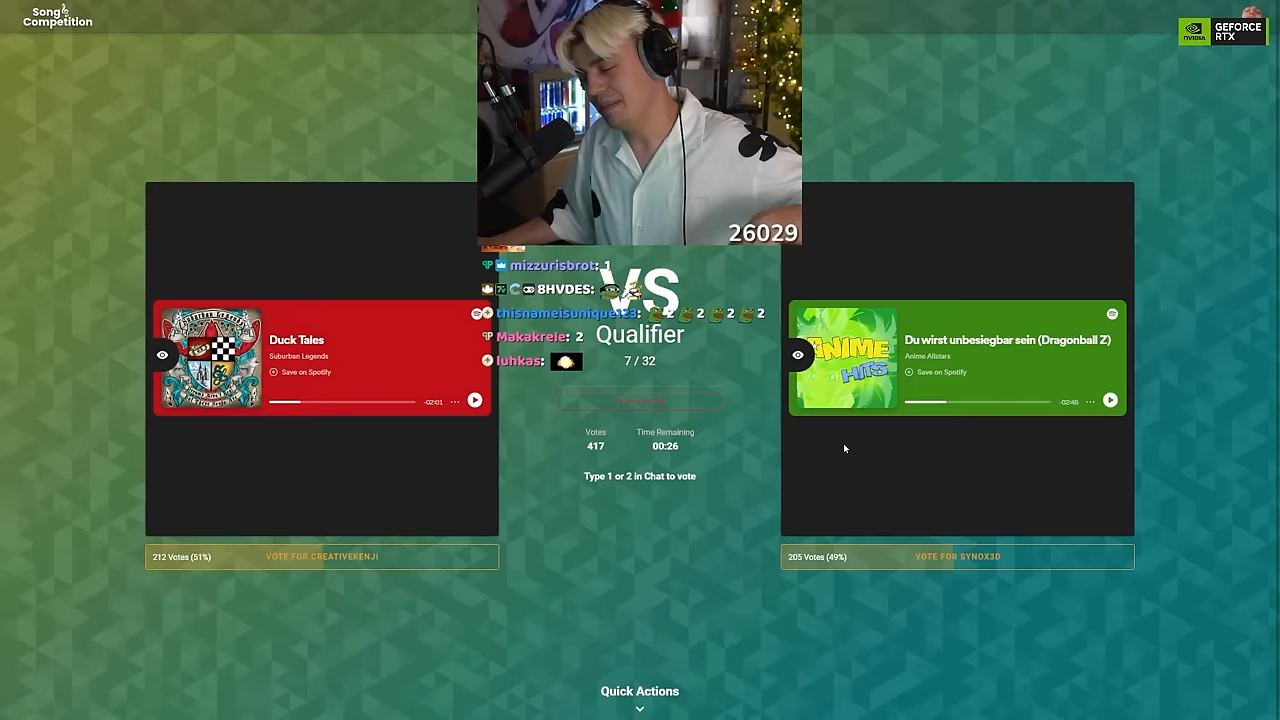 Song
Competition
NVIDIA
GEFORCE
RTX
26029
mizzurisbrot: 1
8HVDES:
thisnameisunique123: 2 2 2 2
Makakrele: 2
luhkas:
VS
Qualifier
7 / 32
Duck Tales
Suburban Legends
Save on Spotify
-02:01
ANIME
HITS
Du wirst unbesiegbar sein (Dragonball Z)
Anime Allstars
Save on Spotify
-02:45
STOP VOTING
Votes
417
Time Remaining
00:26
Type 1 or 2 in Chat to vote
212 Votes (51%)
VOTE FOR CREATIVEKENJI
205 Votes (49%)
VOTE FOR SYNOX3D
Quick Actions